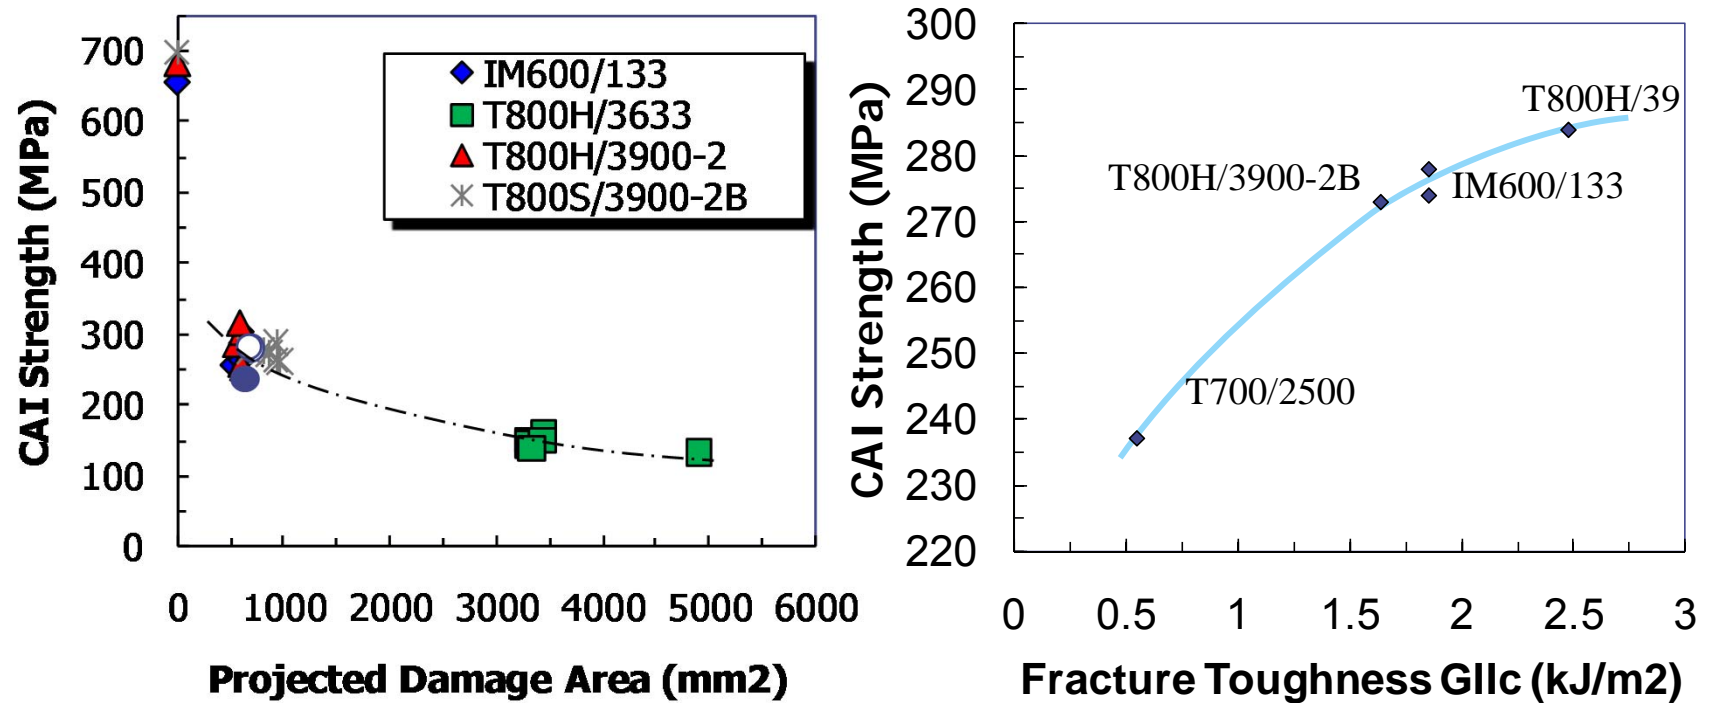 700
600
500
400
300
200
100
0
CAI Strength (MPa)
IM600/133
T800H/3633
T800H/3900-2
T800S/3900-2B
0 1000 2000 3000 4000 5000 6000
Projected Damage Area (mm2)
300
290
280
270
260
250
240
230
220
CAI Strength (MPa)
T800H/39
T800H/3900-2B
IM600/133
T700/2500
0 0.5 1 1.5 2 2.5 3
Fracture Toughness GIIc (kJ/m2)